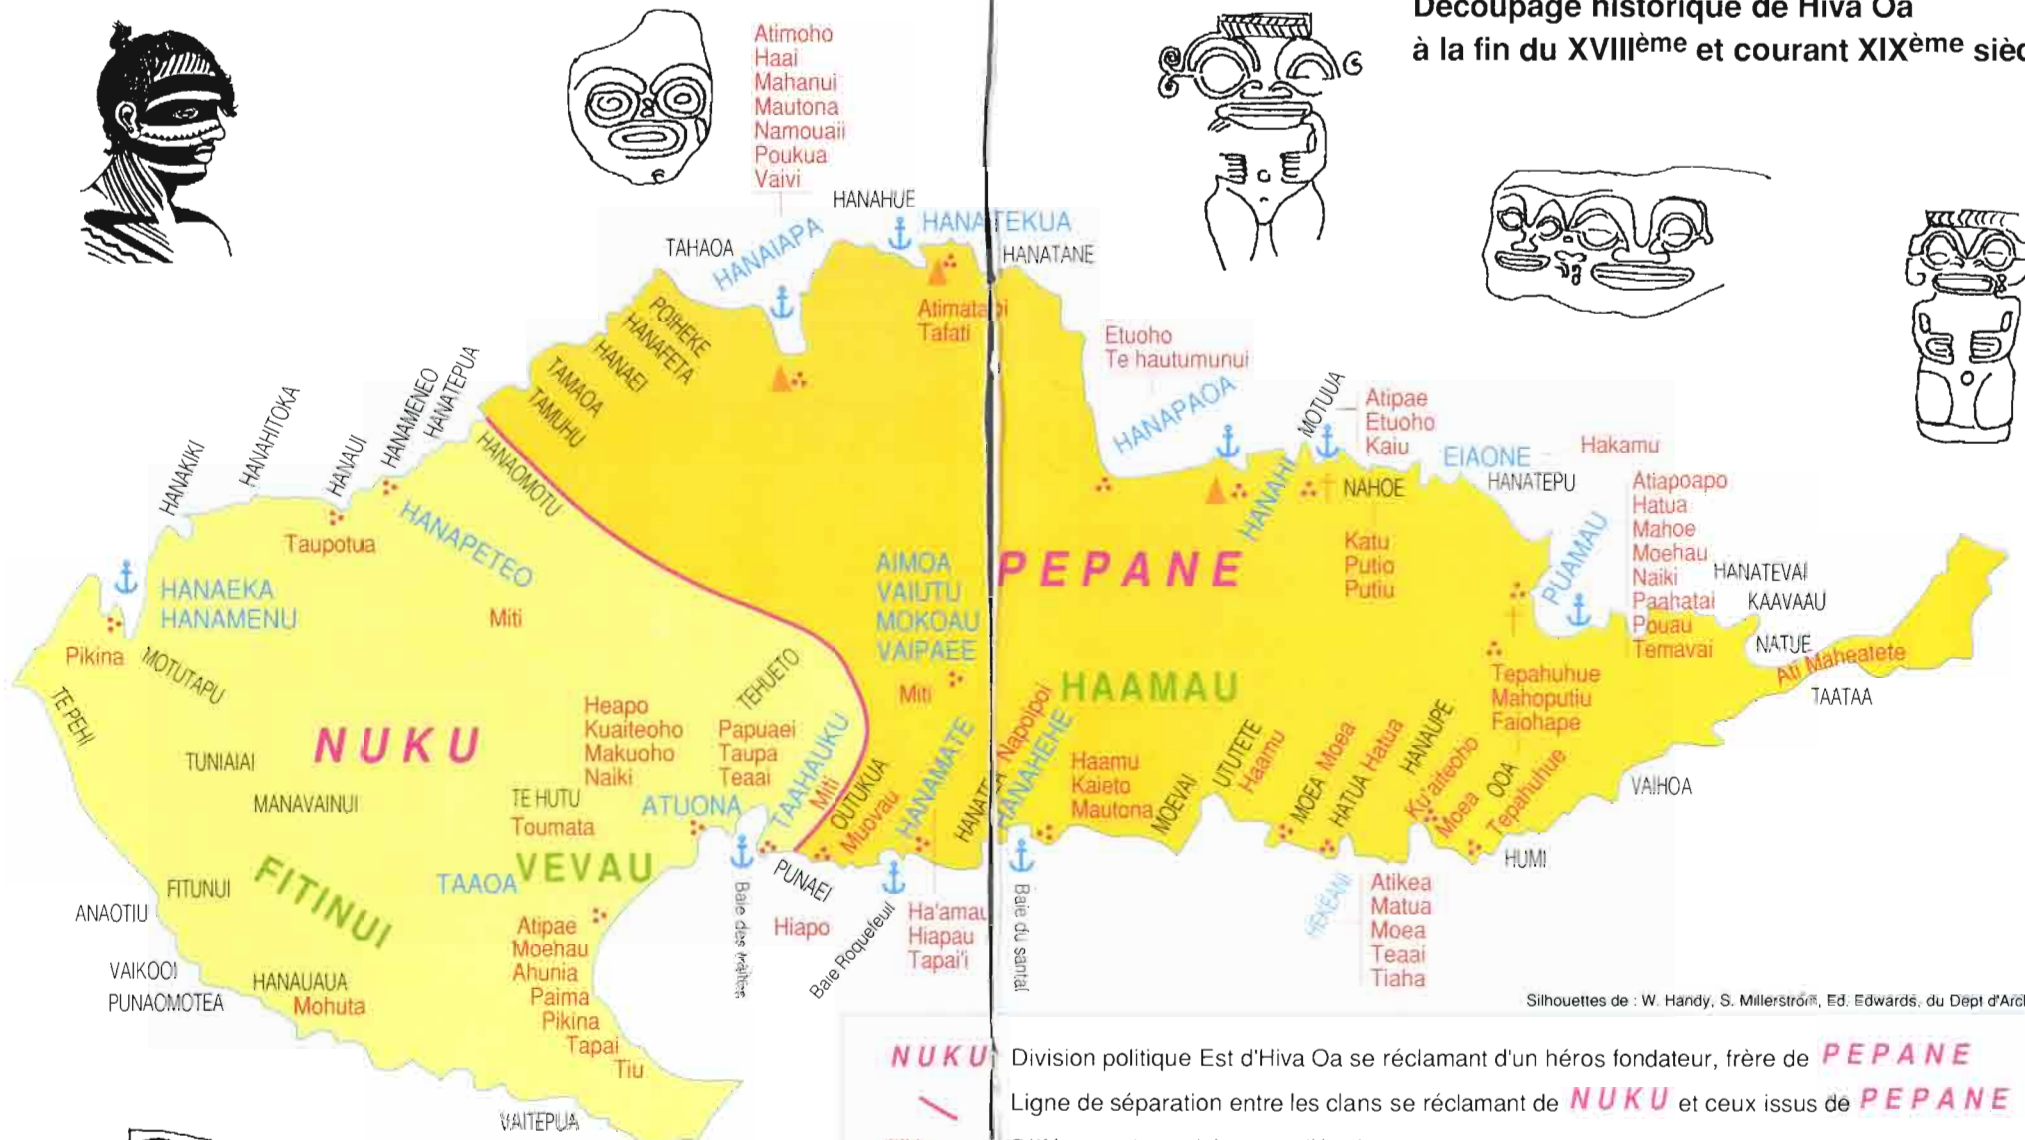 Découpage historique de Hiva Oa
à la fin du XVIIIème et courant XIXème
Atimoho
Haai
Mahanui
Mautona
Namouaii
Poukua
Vaivi
HANAHUE
HANATEKUA
HANATANE
TAHAOA
HANAIAPA
Atimata
Tafati
POIHEKE
HANAFETA
HANAEI
TAMAOA
TAMUHU
Etuoho
Te hautumunui
HANAPAOA
MOTUUA
Atipae
Etuoho
Kaiu
EIAONE
Hakamu
HANATEPU
HANAHI
NAHOE
Katu
Putio
Putiu
PUAMAU
Atiapoapo
Hatua
Mahoe
Moehau
Naiki
Paahatai
Pouau
Temavai
HANATEVAI
KAAVAAU
NATUE
Ati Maheatete
TAATAA
HANATEPUA
HANAMENEO
HANAUI
HANAHITOKA
HANAKIKI
HANAOMOTU
Taupotua
HANAPETEO
HANAEKA
HANAMENU
Miti
Pikina
MOTUTAPU
TE PEHI
NUKU
TUNIAIAI
MANAVAINUI
Heapo
Kuaiteoho
Makuoho
Naiki
Papuaei
Taupa
Teaai
TEHUETO
TAAHAUKU
Miti
TE HUTU
Toumata
ATUONA
VEVAU
TAAOA
FITINUI
FITUNUI
ANAOTIU
VAIKOOI
PUNAOMOTEA
HANAUAUA
Mohuta
Atipae
Moehau
Ahunia
Paima
Pikina
Tapai
Tiu
VAITEPUA
AIMOA
VAIUTU
MOKOAU
VAIPAEE
Miti
PEPANE
HAAMAU
OUTUKUA
Muovau
HANAMATE
Napoipoi
HANAHEHE
Haamu
Kaieto
Mautona
MOEVAI
UTUTETE
Haamu
MOEA
Moea
HATUA
Hatua
HANAUPE
Ku'aiteoho
Moea
OOA
Tepahuhue
Tepahuhue
Mahoputiu
Faiohape
VAIHOA
HUMI
PUNAEI
Hiapo
Baie Roquefeuil
Ha'amau
Hiapau
Tapai'i
Baie du santal
Atikea
Matua
Moea
Teaai
Tiaha
Silhouettes de : W. Handy, S. Millerström, Ed. Edwards, du Dept d'Arch
NUKU Division politique Est d'Hiva Oa se réclamant d'un héros fondateur, frère de PEPANE
Ligne de séparation entre les clans se réclamant de NUKU et ceux issus de PEPANE